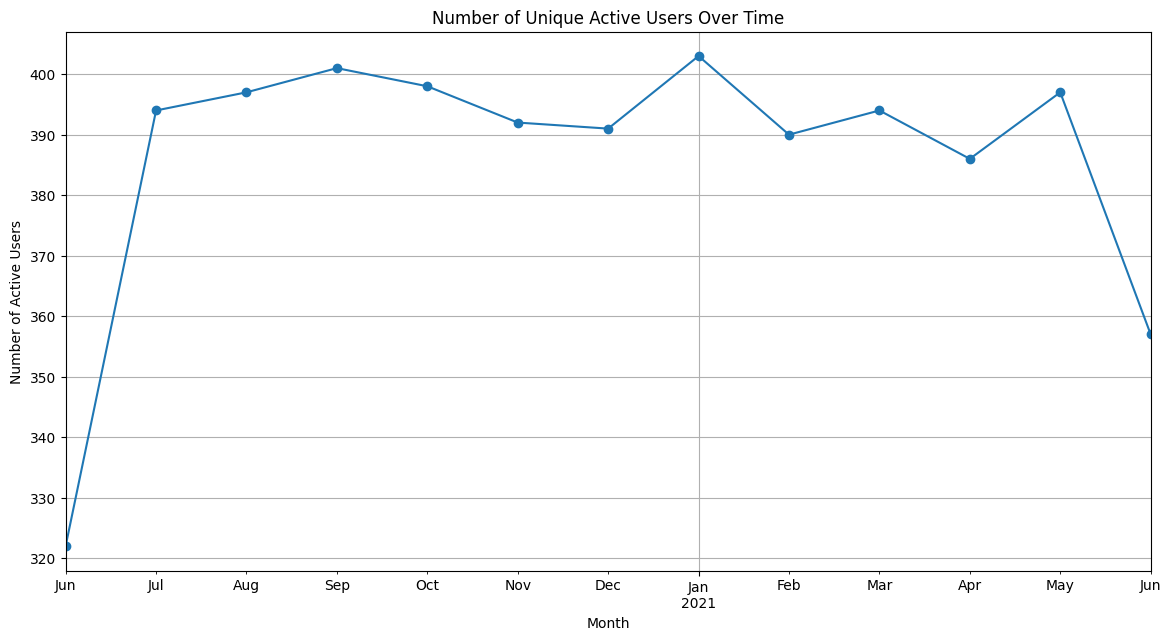 Number of Unique Active Users Over Time
Number of Active Users
400
390
380
370
360
350
340
330
320
Jun
Jul
Aug
Sep
Oct
Nov
Dec
Jan
2021
Feb
Mar
Apr
May
Jun
Month